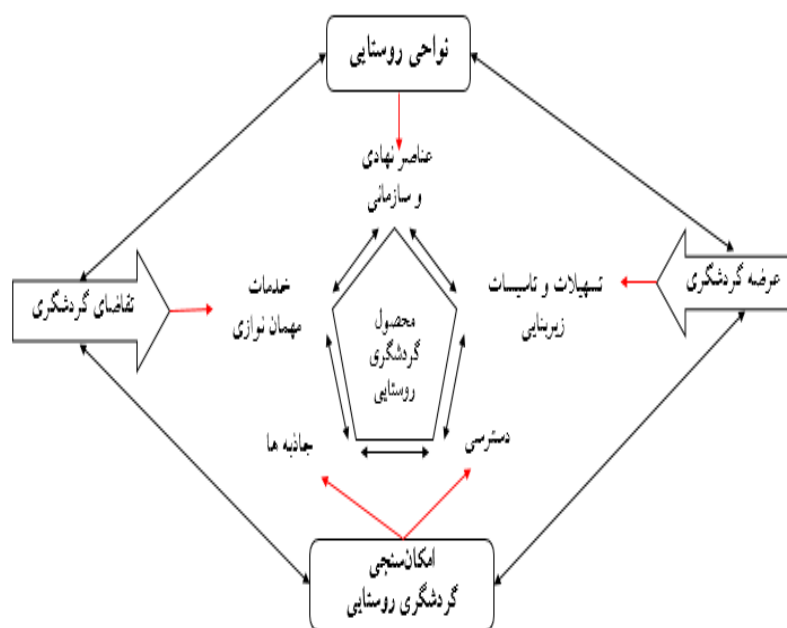 نواحی روستایی
عناصر نهادی
و سازمانی
عرضه گردشگری
تسهیلات و تاسیسات
زیربنایی
محصول
گردشگری
روستایی
خدمات
مهمان نوازی
تقاضای گردشگری
دسترسی
جاذبه ها
امکان‌سنجی
گردشگری روستایی